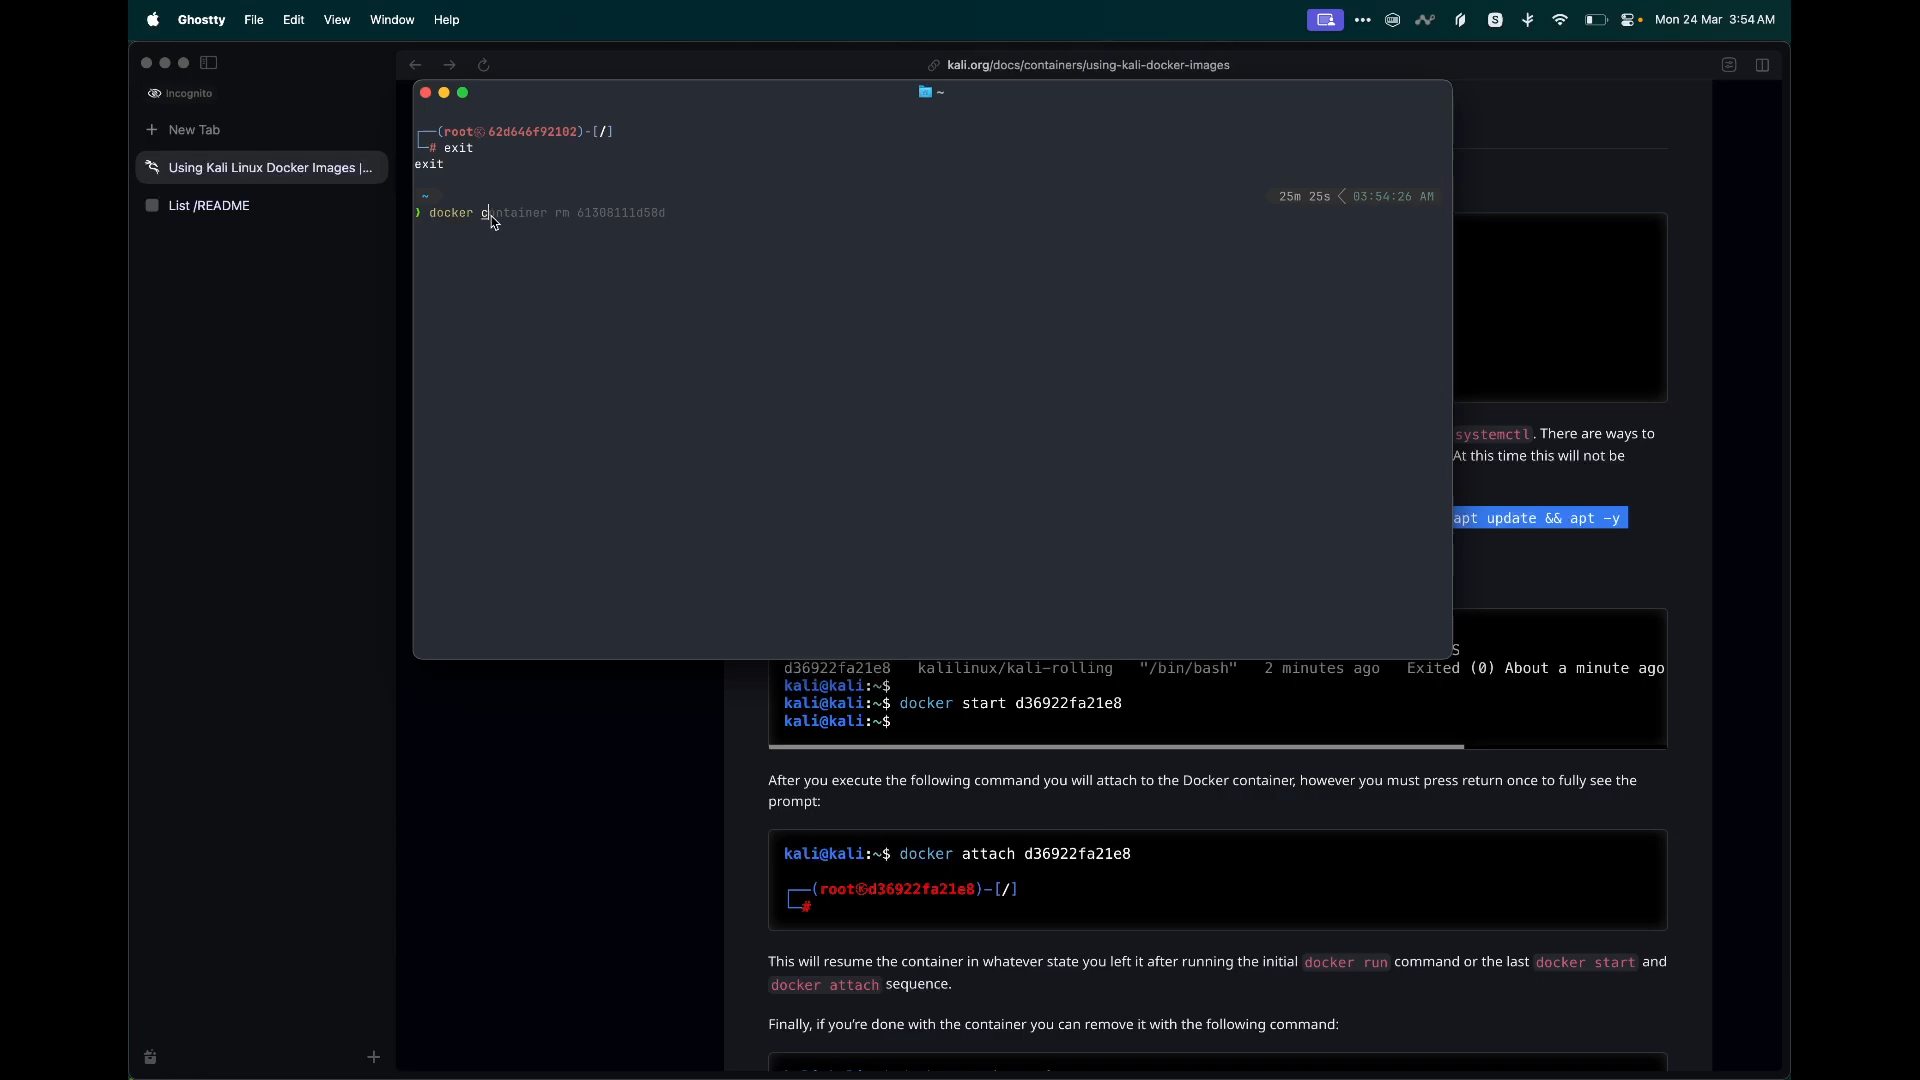 Ghostty File Edit View Window Help
S
Mon 24 Mar 3:54 AM
kali.org/docs/containers/using-kali-docker-images
Incognito
New Tab
Using Kali Linux Docker Images |...
List /README
~
┌──(root㉿62d646f92102)-[/]
└─# exit
exit
~
25m 25s
03:54:26 AM
❯ docker container rm 61308111d58d
systemctl. There are ways to
At this time this will not be
apt update && apt -y
S
d36922fa21e8 kalilinux/kali-rolling "/bin/bash" 2 minutes ago Exited (0) About a minute ago
kali@kali:~$
kali@kali:~$ docker start d36922fa21e8
kali@kali:~$
After you execute the following command you will attach to the Docker container, however you must press return once to fully see the
prompt:
kali@kali:~$ docker attach d36922fa21e8
┌──(root㉿d36922fa21e8)-[/]
└─#
This will resume the container in whatever state you left it after running the initial docker run command or the last docker start and
docker attach sequence.
Finally, if you're done with the container you can remove it with the following command: